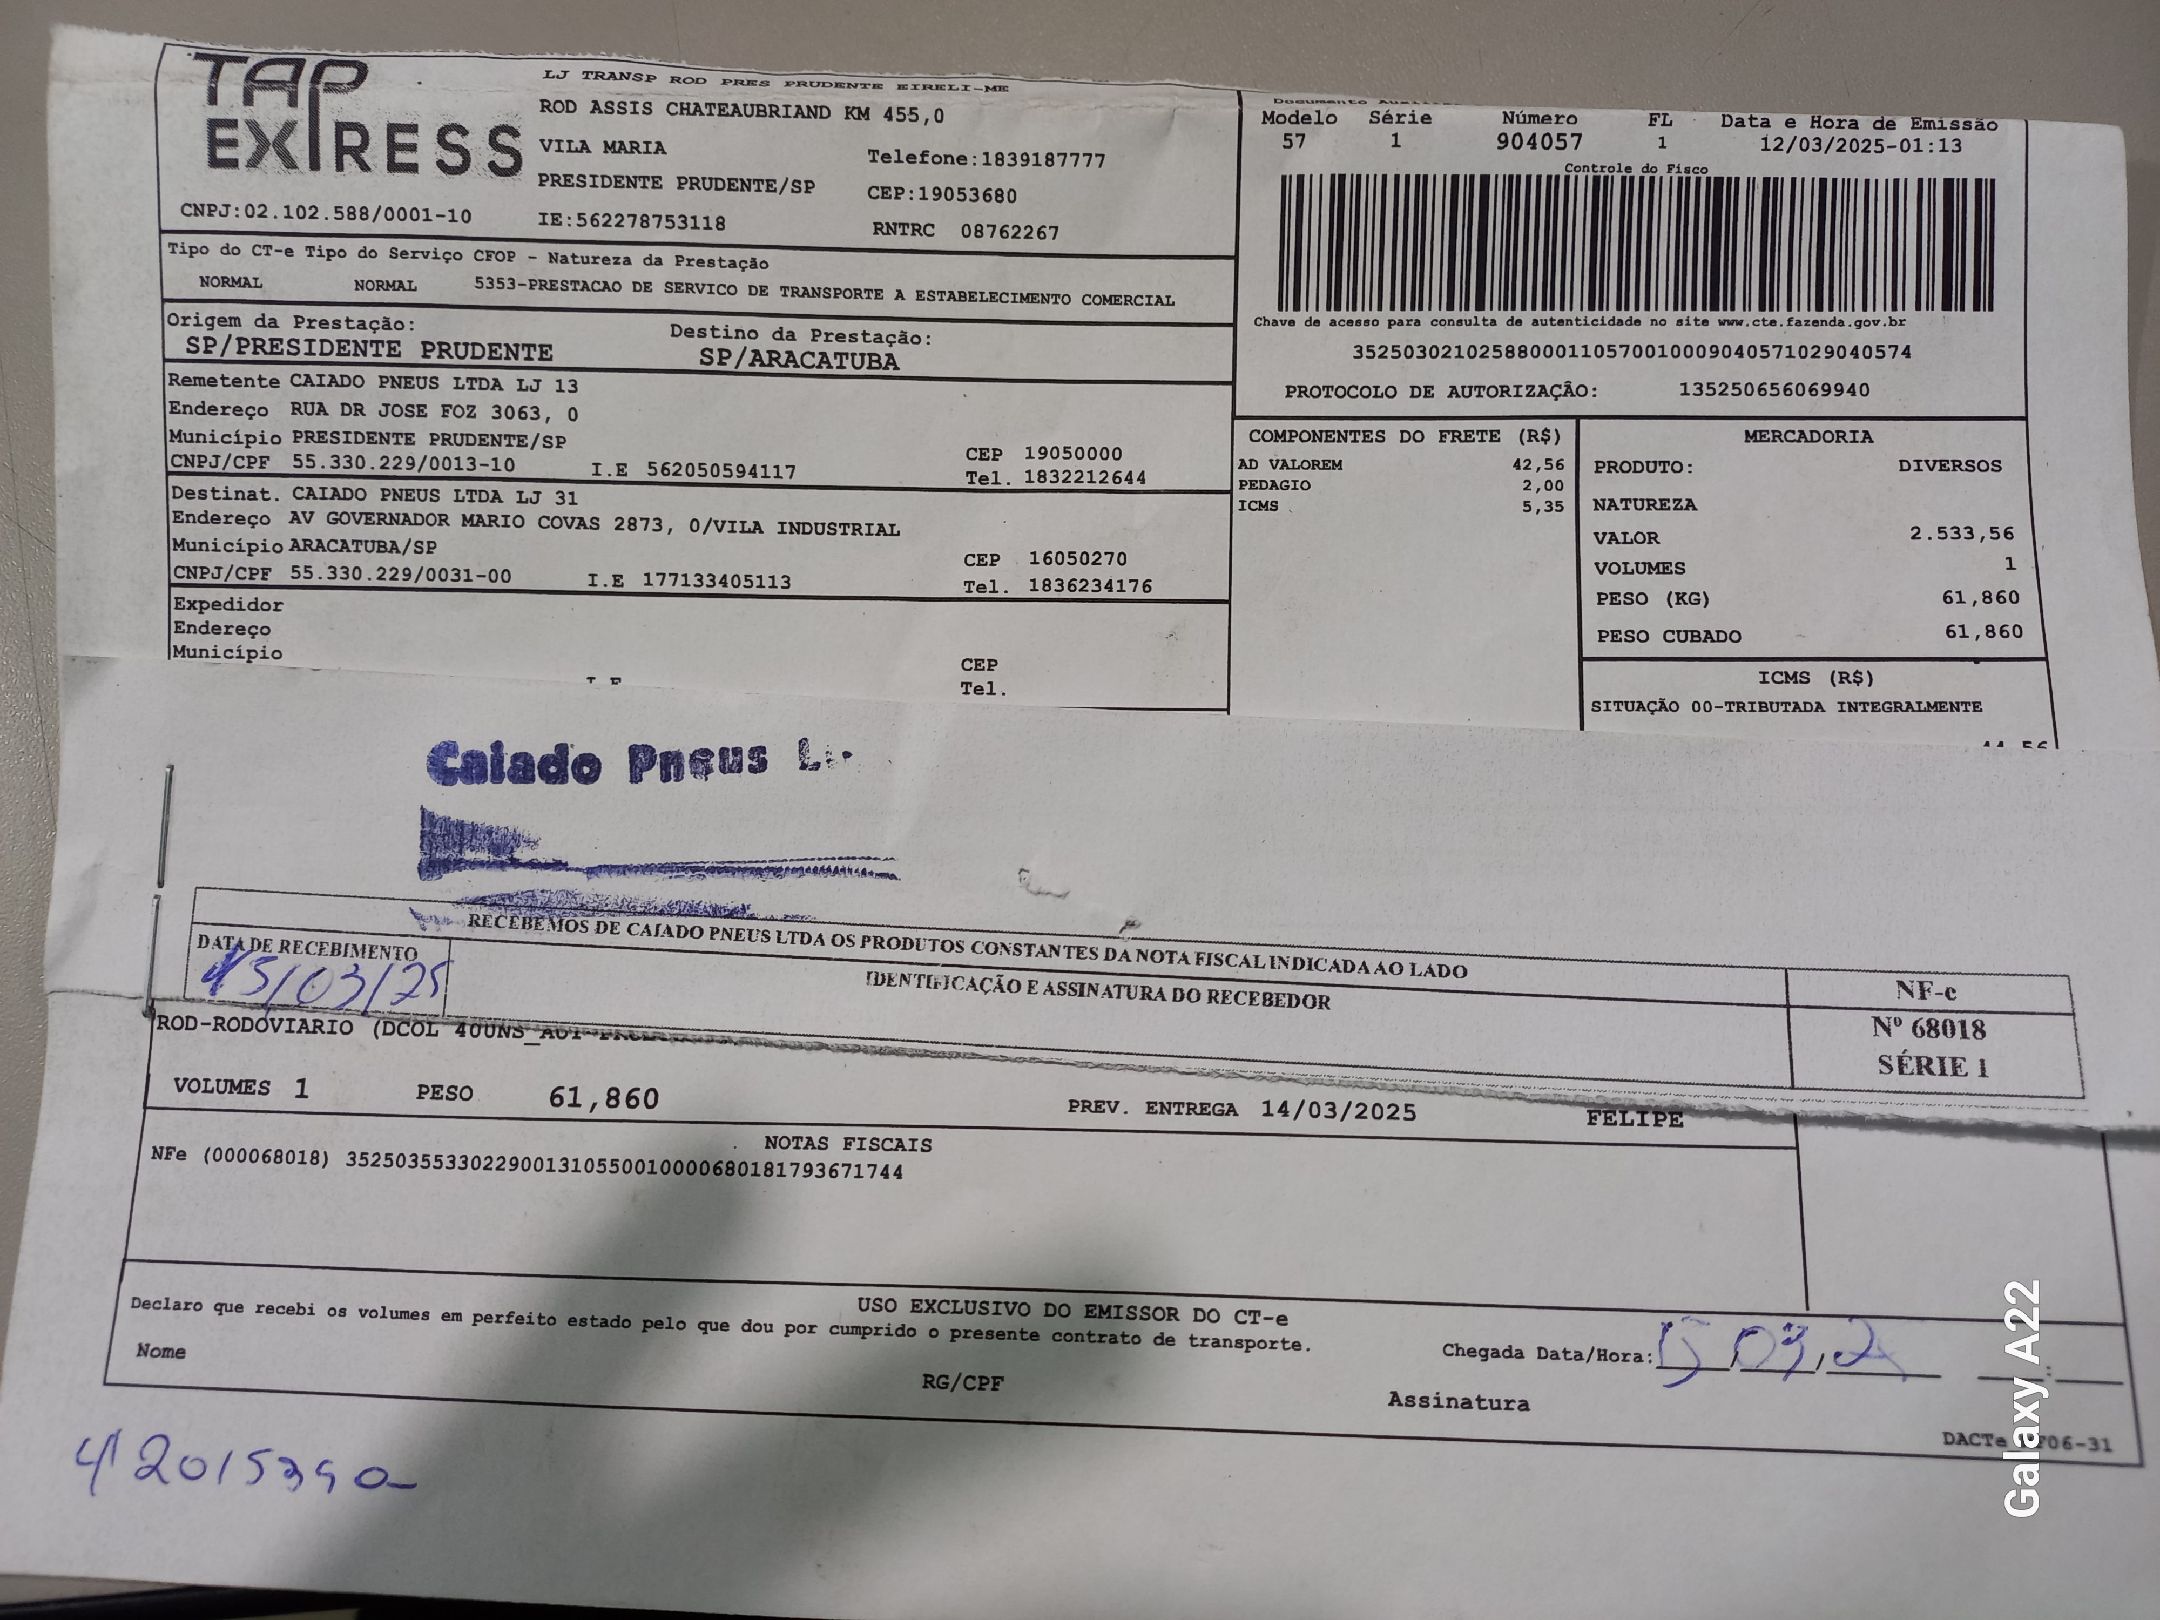 TAP EXPRESS
LJ TRANSP ROD PRES PRUDENTE EIRELI-ME
ROD ASSIS CHATEAUBRIAND KM 455,0
VILA MARIA Telefone:1839187777
PRESIDENTE PRUDENTE/SP CEP:19053680
CNPJ:02.102.588/0001-10 IE:562278753118 RNTRC 08762267
Modelo Série Número FL Data e Hora de Emissão
57 1 904057 1 12/03/2025-01:13
Controle do Fisco
Chave de acesso para consulta de autenticidade no site www.cte.fazenda.gov.br
35250302102588000110570010009040571029040574
PROTOCOLO DE AUTORIZAÇÃO: 135250656069940
Tipo do CT-e Tipo do Serviço CFOP - Natureza da Prestação
NORMAL NORMAL 5353-PRESTACAO DE SERVICO DE TRANSPORTE A ESTABELECIMENTO COMERCIAL
Origem da Prestação: Destino da Prestação:
SP/PRESIDENTE PRUDENTE SP/ARACATUBA
Remetente CAIADO PNEUS LTDA LJ 13
Endereço RUA DR JOSE FOZ 3063, 0
Município PRESIDENTE PRUDENTE/SP CEP 19050000
CNPJ/CPF 55.330.229/0013-10 I.E 562050594117 Tel. 1832212644
Destinat. CAIADO PNEUS LTDA LJ 31
Endereço AV GOVERNADOR MARIO COVAS 2873, 0/VILA INDUSTRIAL
Município ARACATUBA/SP CEP 16050270
CNPJ/CPF 55.330.229/0031-00 I.E 177133405113 Tel. 1836234176
Expedidor
Endereço
Município CEP
Tel.
COMPONENTES DO FRETE (R$)
AD VALOREM 42,56
PEDAGIO 2,00
ICMS 5,35
MERCADORIA
PRODUTO: DIVERSOS
NATUREZA
VALOR 2.533,56
VOLUMES 1
PESO (KG) 61,860
PESO CUBADO 61,860
ICMS (R$)
SITUAÇÃO 00-TRIBUTADA INTEGRALMENTE
Caiado Pneus
RECEBEMOS DE CAIADO PNEUS LTDA OS PRODUTOS CONSTANTES DA NOTA FISCAL INDICADA AO LADO
DATA DE RECEBIMENTO IDENTIFICAÇÃO E ASSINATURA DO RECEBEDOR
15/03/25
NF-e
Nº 68018
SÉRIE 1
ROD-RODOVIARIO (DCOL
VOLUMES 1 PESO 61,860 PREV. ENTREGA 14/03/2025 FELIPE
NOTAS FISCAIS
NFe (000068018) 35250355330229001310550010000680181793671744
USO EXCLUSIVO DO EMISSOR DO CT-e
Declaro que recebi os volumes em perfeito estado pelo que dou por cumprido o presente contrato de transporte.
Nome RG/CPF Chegada Data/Hora:
Assinatura
DACTe 06-31
Galaxy A22